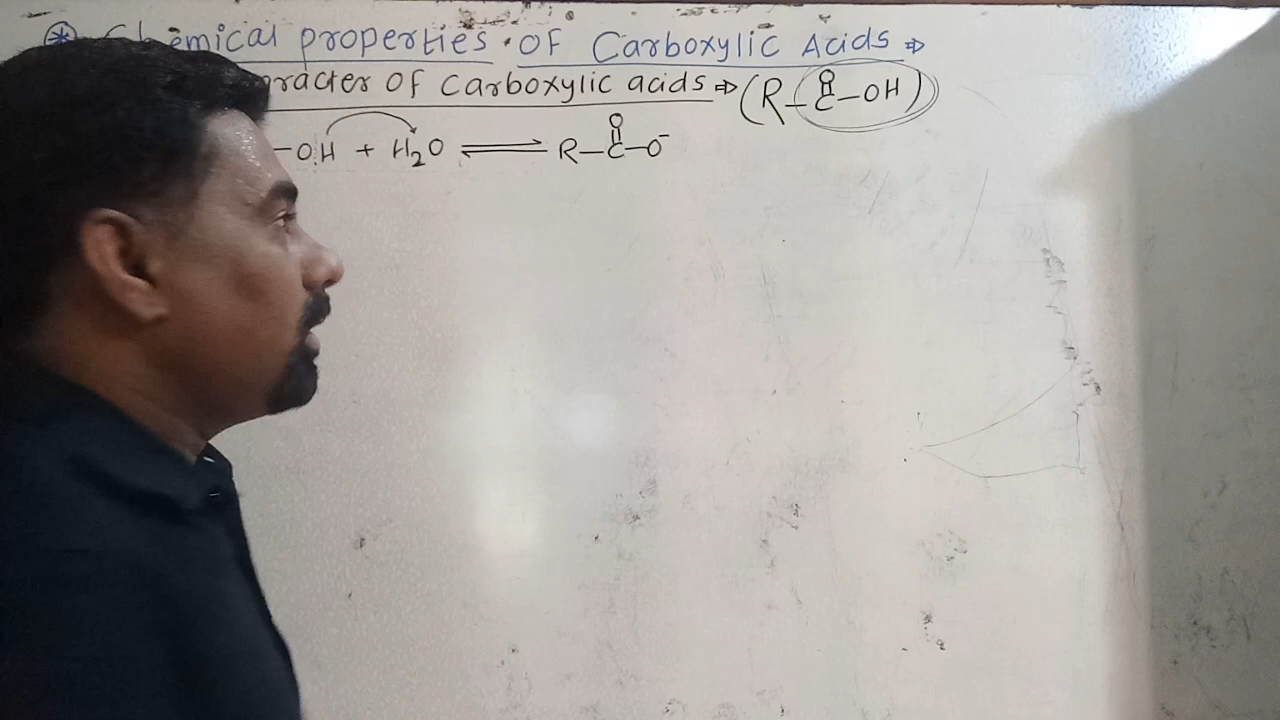 Chemical properties of Carboxylic Acids ⇒
racter of Carboxylic acids ⇒ (R-C-OH)
O
-OH + H2O ⇌ R-C-O-
O